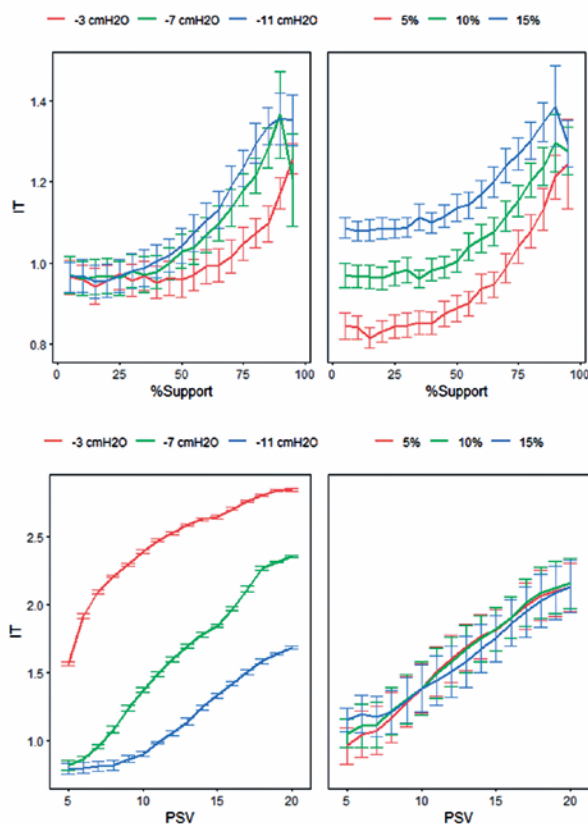 -3 cmH2O -7 cmH2O -11 cmH2O 5% 10% 15%
1.4
1.2
1.0
0.8
IT
0 25 50 75 100 0 25 50 75 100
%Support %Support
-3 cmH2O -7 cmH2O -11 cmH2O 5% 10% 15%
2.5
2.0
1.5
1.0
IT
5 10 15 20 5 10 15 20
PSV PSV